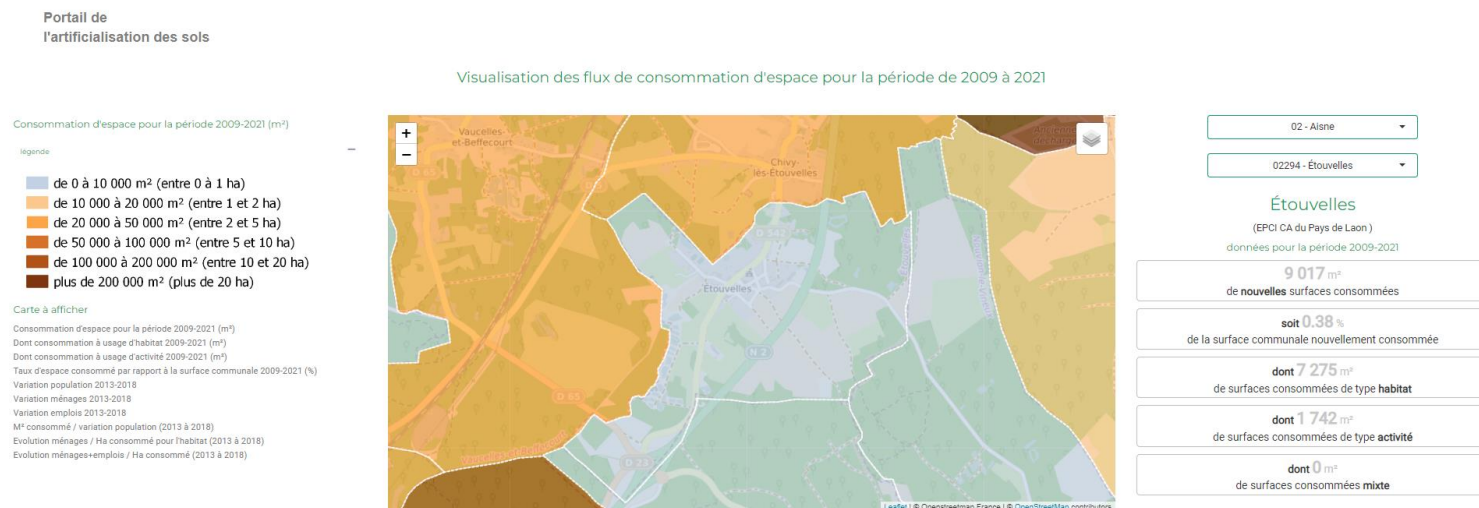 Portail de
l'artificialisation des sols
Visualisation des flux de consommation d'espace pour la période de 2009 à 2021
Consommation d'espace pour la période 2009-2021 (m²)
légende
−
de 0 à 10 000 m² (entre 0 à 1 ha)
de 10 000 à 20 000 m² (entre 1 et 2 ha)
de 20 000 à 50 000 m² (entre 2 et 5 ha)
de 50 000 à 100 000 m² (entre 5 et 10 ha)
de 100 000 à 200 000 m² (entre 10 et 20 ha)
plus de 200 000 m² (plus de 20 ha)
Carte à afficher
Consommation d'espace pour la période 2009-2021 (m²)
Dont consommation à usage d'habitat 2009-2021 (m²)
Dont consommation à usage d'activité 2009-2021 (m²)
Taux d'espace consommé par rapport à la surface communale 2009-2021 (%)
Variation population 2013-2018
Variation ménages 2013-2018
Variation emplois 2013-2018
M² consommé / variation population (2013 à 2018)
Evolution ménages / Ha consommé pour l'habitat (2013 à 2018)
Evolution ménages+emplois / Ha consommé (2013 à 2018)
+
−
Vaucelles-
et-Beffecourt
D 65
Chivy-
lès-Étouvelles
D 542
Étouvelles
N 2
D 65
D 23
Leaflet | © Openstreetmap France | © OpenStreetMap contributors
02 - Aisne
02294 - Étouvelles
Étouvelles
(EPCI CA du Pays de Laon )
données pour la période 2009-2021
9 017 m²
de nouvelles surfaces consommées
soit 0.38 %
de la surface communale nouvellement consommée
dont 7 275 m²
de surfaces consommées de type habitat
dont 1 742 m²
de surfaces consommées de type activité
dont 0 m²
de surfaces consommées mixte